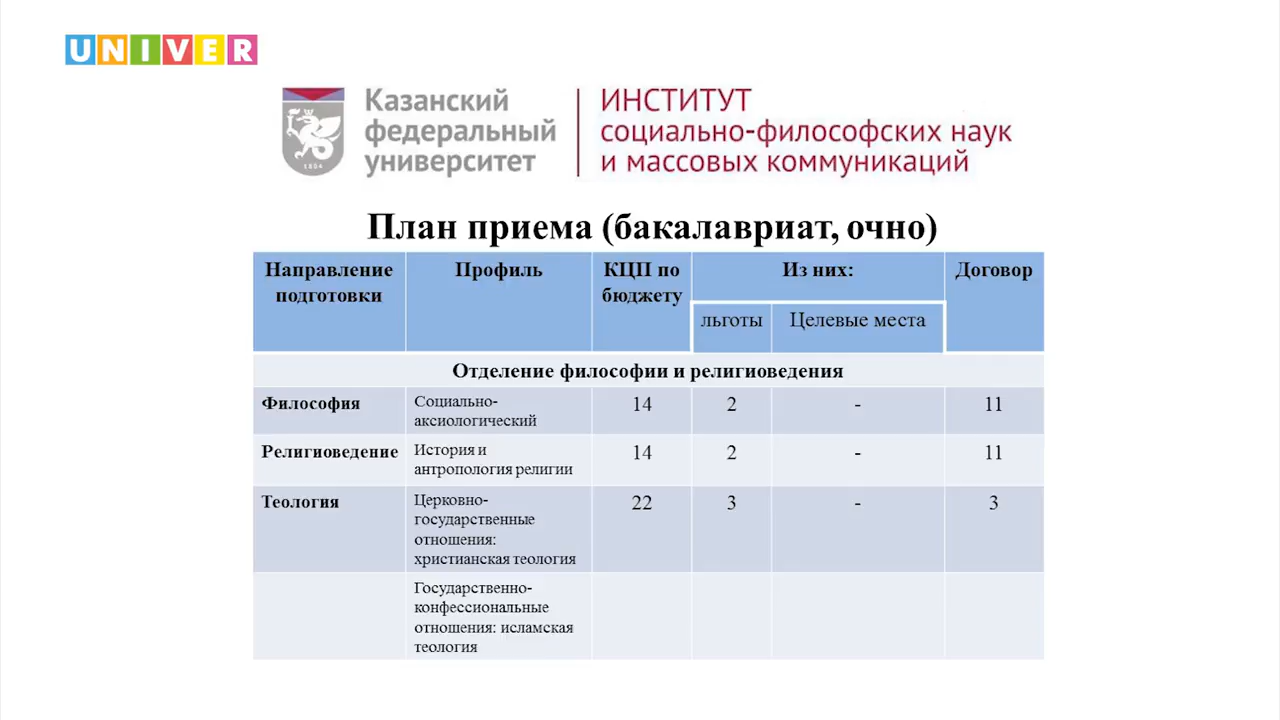 UNIVER
Казанский
федеральный
университет
1804
ИНСТИТУТ
социально-философских наук
и массовых коммуникаций
План приема (бакалавриат, очно)
Направление
подготовки
Профиль
КЦП по
бюджету
Из них:
Договор
льготы
Целевые места
Отделение философии и религиоведения
Философия
Социально-
аксиологический
14
2
-
11
Религиоведение
История и
антропология религии
14
2
-
11
Теология
Церковно-
государственные
отношения:
христианская теология
22
3
-
3
Государственно-
конфессиональные
отношения: исламская
теология